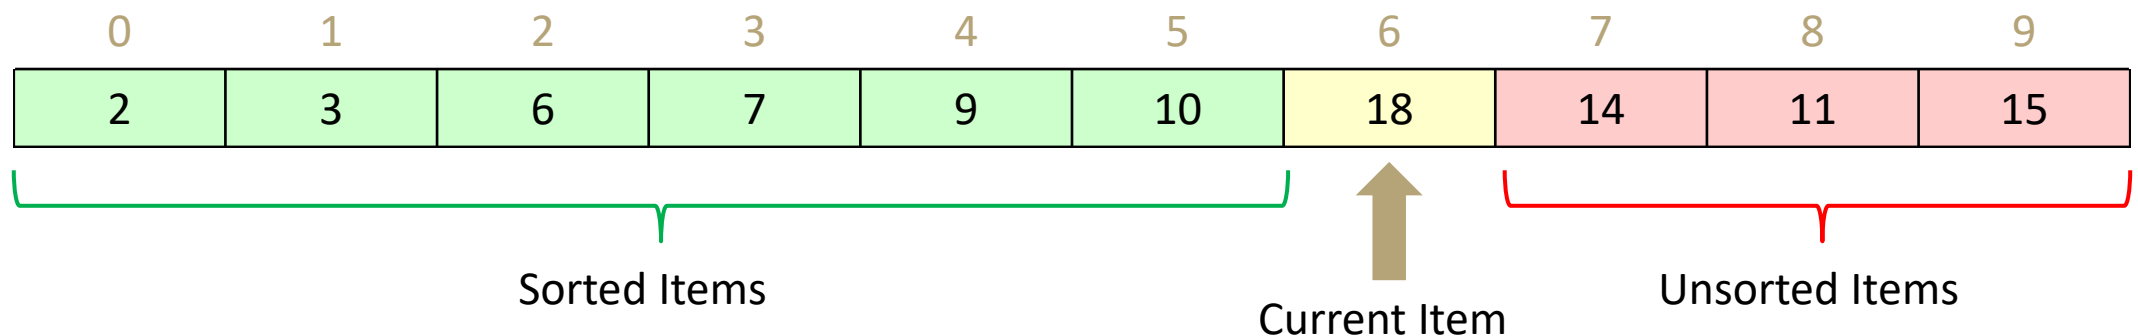 0 1 2 3 4 5 6 7 8 9
2 3 6 7 9 10 18 14 11 15
Sorted Items
Unsorted Items
Current Item